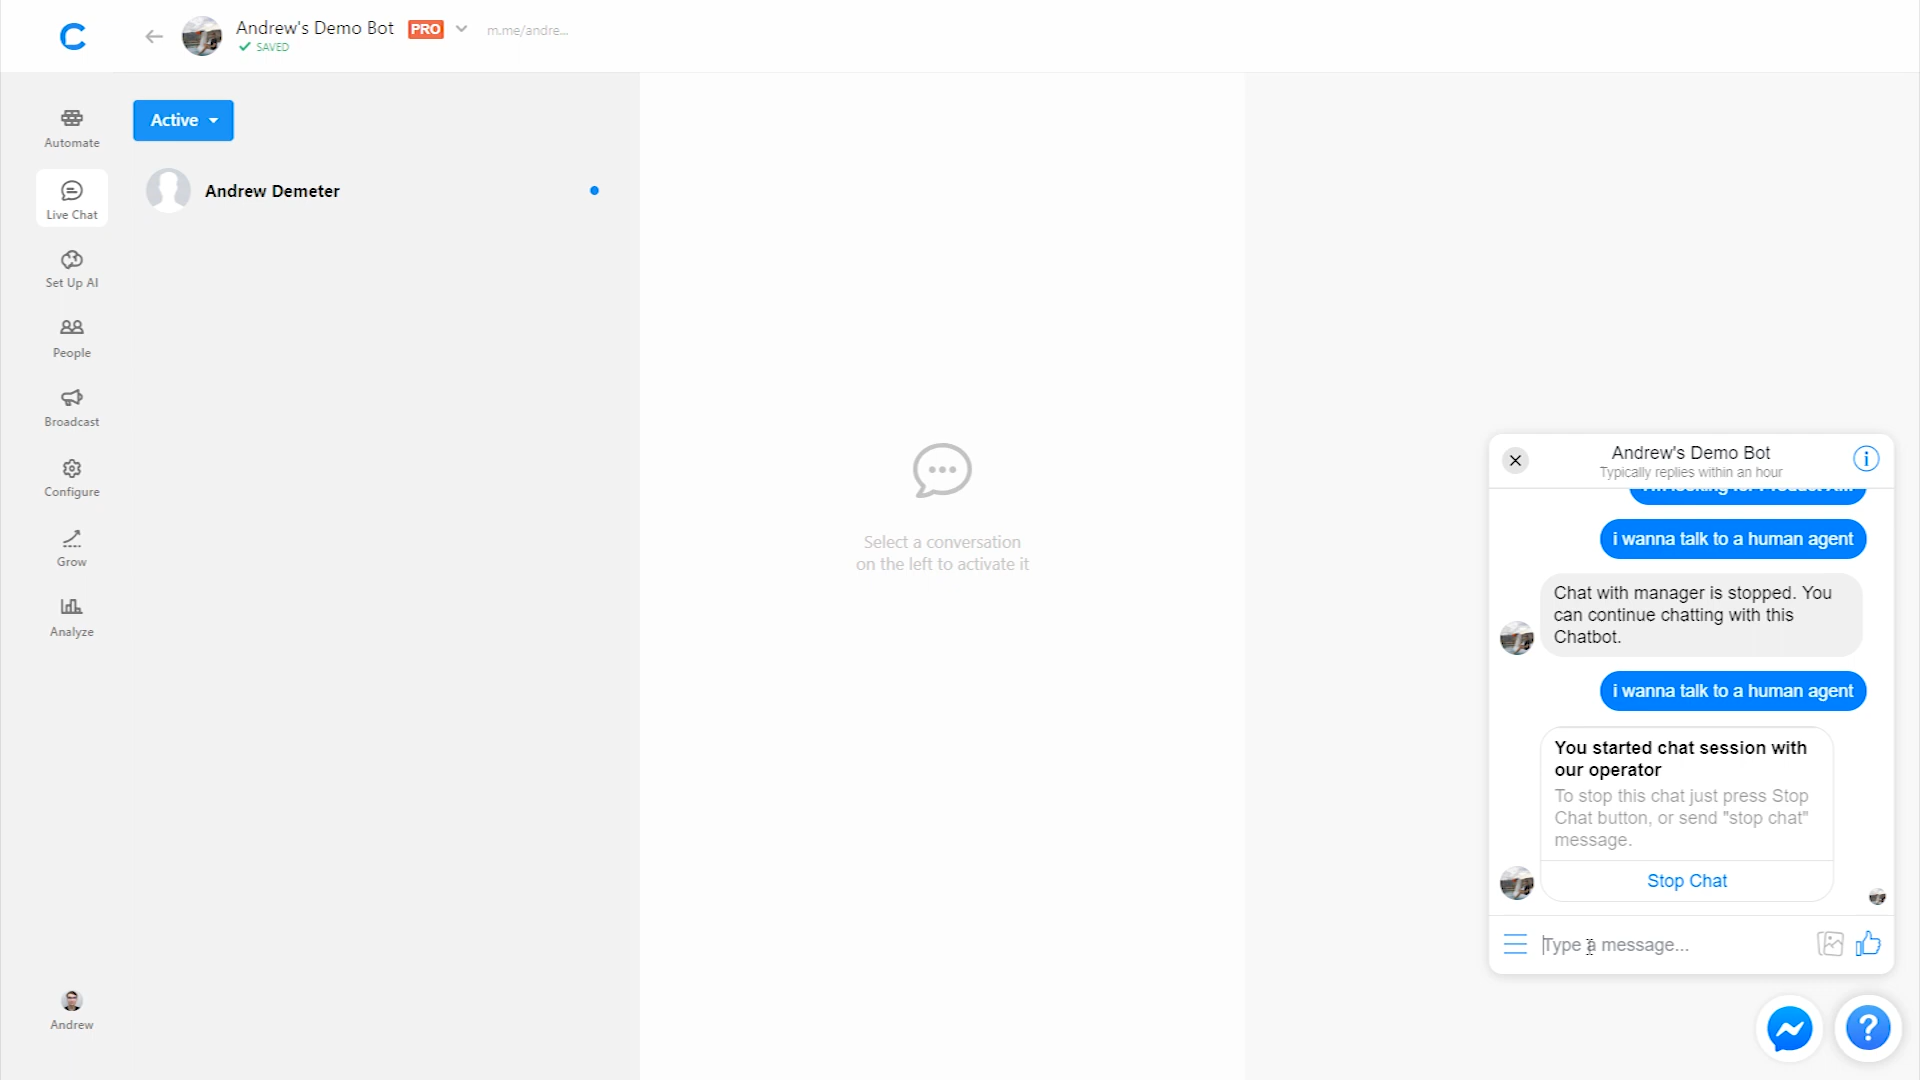 Andrew's Demo Bot PRO
m.me/andre...
SAVED
Automate
Live Chat
Set Up AI
People
Broadcast
Configure
Grow
Analyze
Andrew
Active
Andrew Demeter
Select a conversation
on the left to activate it
Andrew's Demo Bot
Typically replies within an hour
i wanna talk to a human agent
Chat with manager is stopped. You
can continue chatting with this
Chatbot.
i wanna talk to a human agent
You started chat session with
our operator
To stop this chat just press Stop
Chat button, or send "stop chat"
message.
Stop Chat
Type a message...